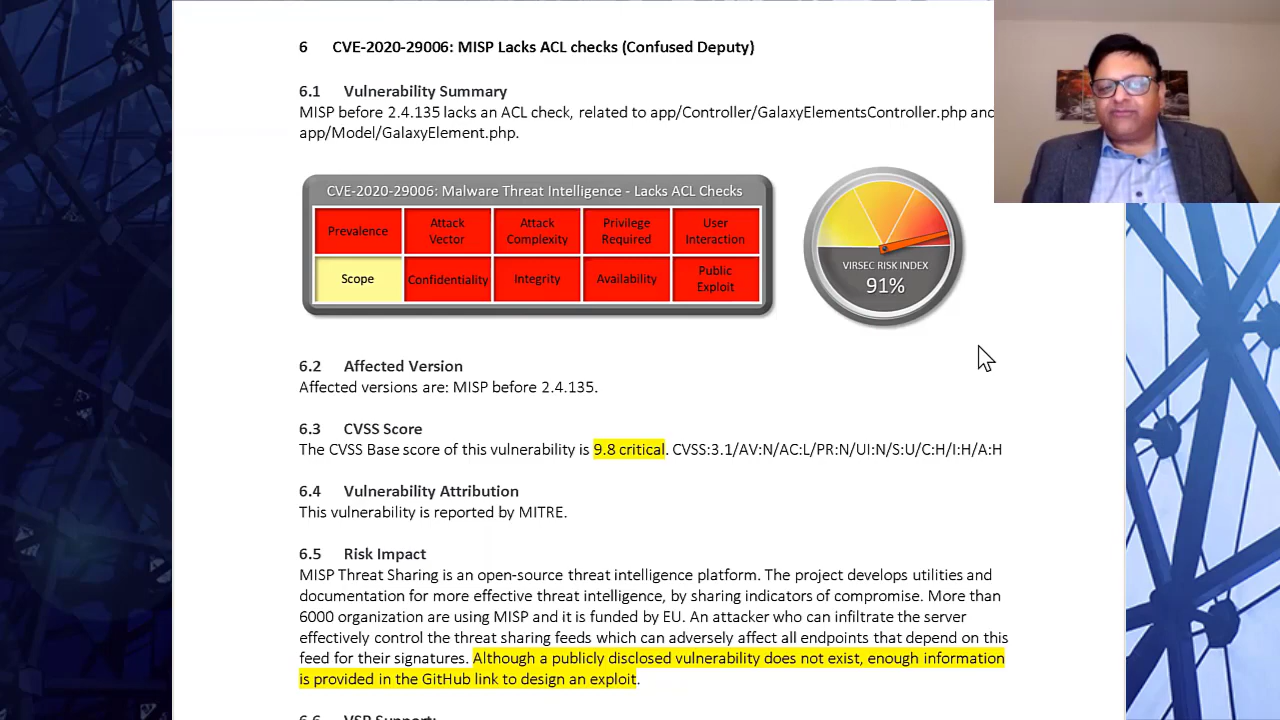 6 CVE-2020-29006: MISP Lacks ACL checks (Confused Deputy)
6.1 Vulnerability Summary
MISP before 2.4.135 lacks an ACL check, related to app/Controller/GalaxyElementsController.php and
app/Model/GalaxyElement.php.
CVE-2020-29006: Malware Threat Intelligence - Lacks ACL Checks
Prevalence
Attack
Vector
Attack
Complexity
Privilege
Required
User
Interaction
Scope
Confidentiality
Integrity
Availability
Public
Exploit
VIRSEC RISK INDEX
91%
6.2 Affected Version
Affected versions are: MISP before 2.4.135.
6.3 CVSS Score
The CVSS Base score of this vulnerability is 9.8 critical. CVSS:3.1/AV:N/AC:L/PR:N/UI:N/S:U/C:H/I:H/A:H
6.4 Vulnerability Attribution
This vulnerability is reported by MITRE.
6.5 Risk Impact
MISP Threat Sharing is an open-source threat intelligence platform. The project develops utilities and
documentation for more effective threat intelligence, by sharing indicators of compromise. More than
6000 organization are using MISP and it is funded by EU. An attacker who can infiltrate the server
effectively control the threat sharing feeds which can adversely affect all endpoints that depend on this
feed for their signatures. Although a publicly disclosed vulnerability does not exist, enough information
is provided in the GitHub link to design an exploit.
6.6 VSP Support: